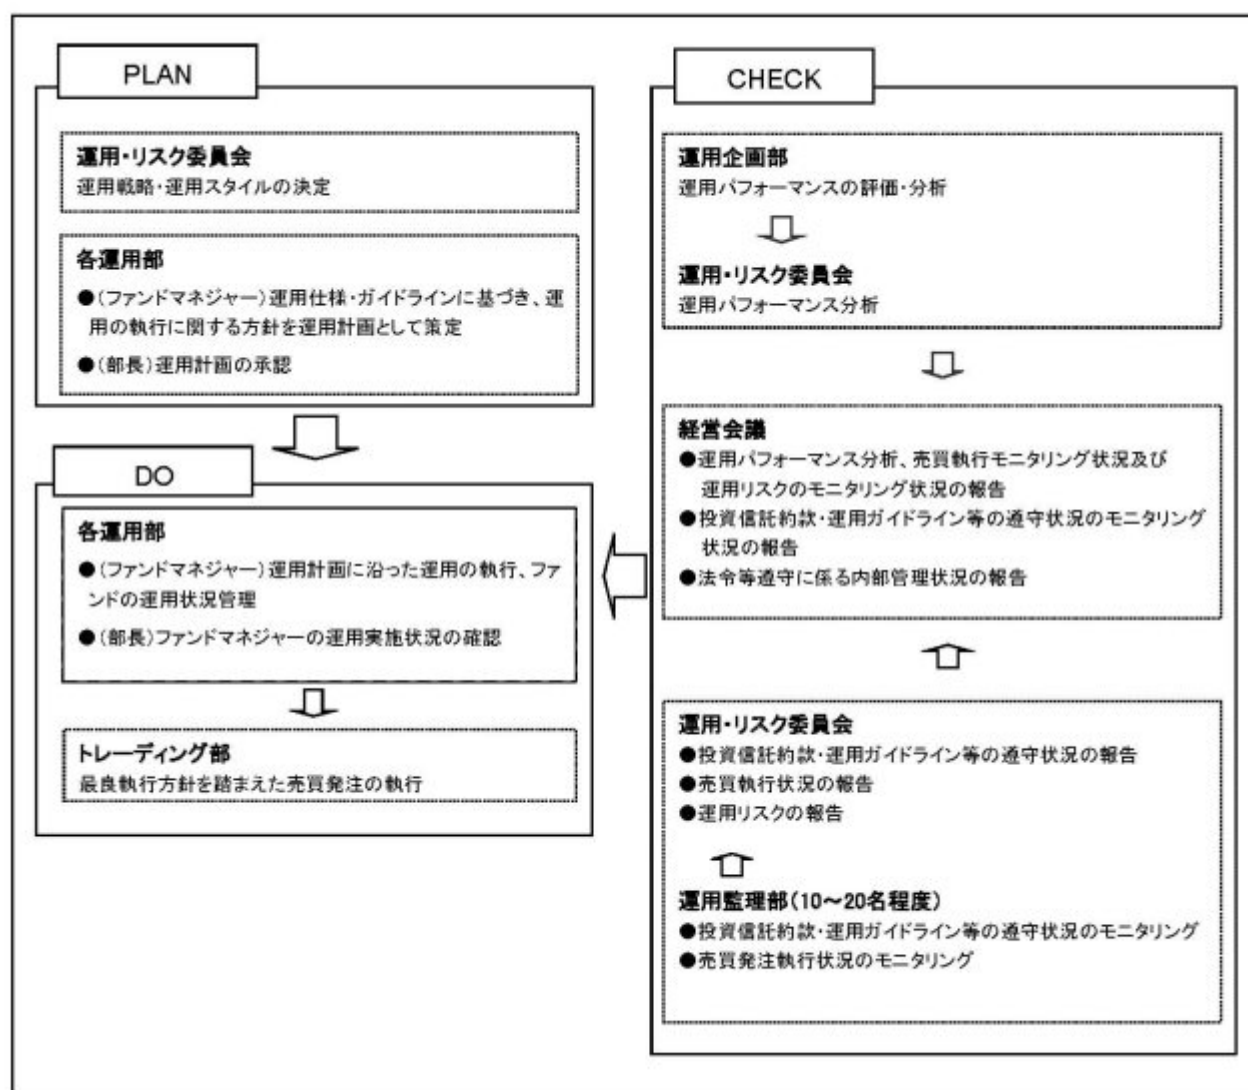 PLAN
運用・リスク委員会
運用戦略・運用スタイルの決定
各運用部
●(ファンドマネジャー)運用仕様・ガイドラインに基づき、運
用の執行に関する方針を運用計画として策定
●(部長)運用計画の承認
DO
各運用部
●(ファンドマネジャー)運用計画に沿った運用の執行、ファ
ンドの運用状況管理
●(部長)ファンドマネジャーの運用実施状況の確認
トレーディング部
最良執行方針を踏まえた売買発注の執行
CHECK
運用企画部
運用パフォーマンスの評価・分析
運用・リスク委員会
運用パフォーマンス分析
経営会議
●運用パフォーマンス分析、売買執行モニタリング状況及び
運用リスクのモニタリング状況の報告
●投資信託約款・運用ガイドライン等の遵守状況のモニタリング
状況の報告
●法令等遵守に係る内部管理状況の報告
運用・リスク委員会
●投資信託約款・運用ガイドライン等の遵守状況の報告
●売買執行状況の報告
●運用リスクの報告
運用監理部(10～20名程度)
●投資信託約款・運用ガイドライン等の遵守状況のモニタリング
●売買発注執行状況のモニタリング